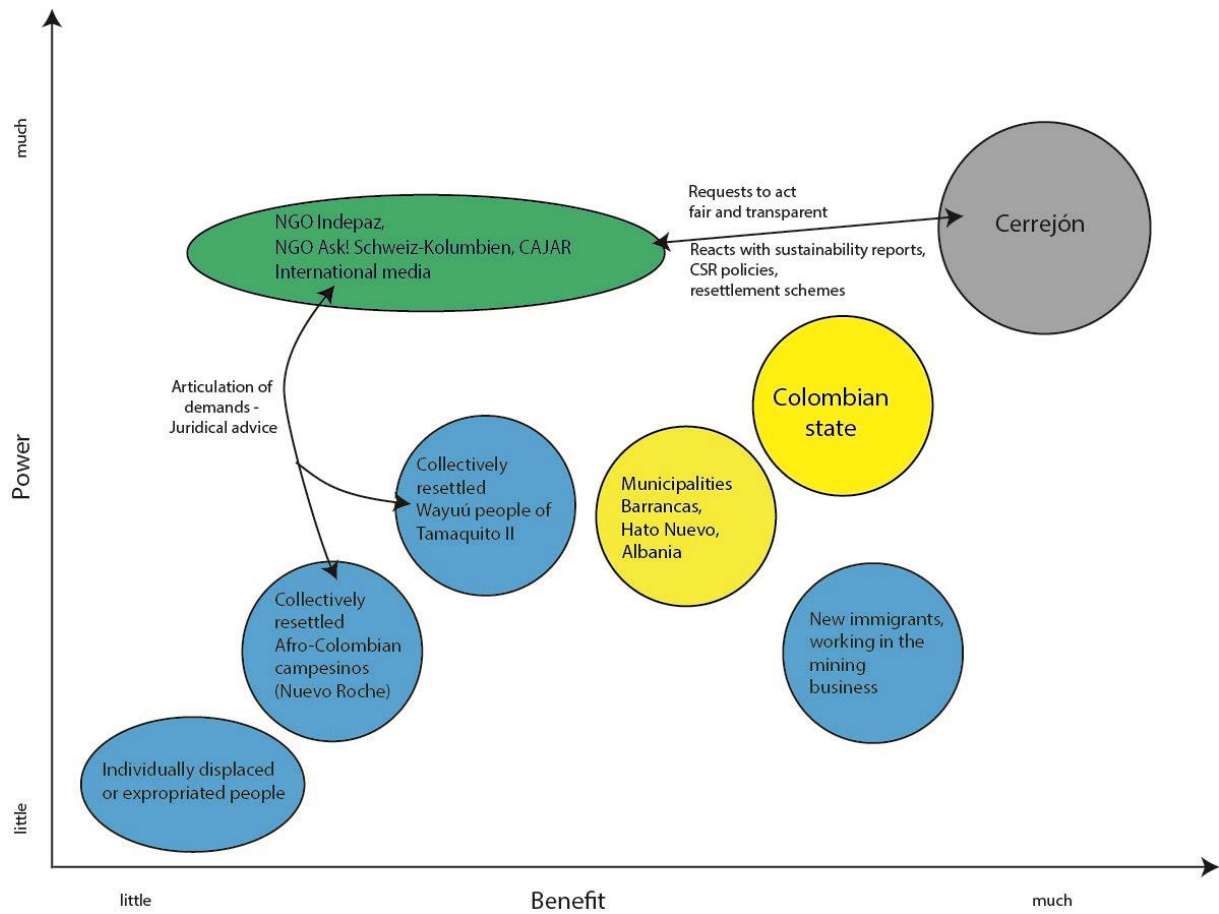 much
Power
little
NGO Indepaz,
NGO Ask! Schweiz-Kolumbien, CAJAR
International media
Requests to act
fair and transparent
Reacts with sustainability reports,
CSR policies,
resettlement schemes
Cerrejón
Articulation of
demands -
Juridical advice
Colombian
state
Collectively
resettled
Wayuú people of
Tamaquito II
Municipalities
Barrancas,
Hato Nuevo,
Albania
Collectively
resettled
Afro-Colombian
campesinos
(Nuevo Roche)
New immigrants,
working in the
mining
business
Individually displaced
or expropriated people
little
Benefit
much